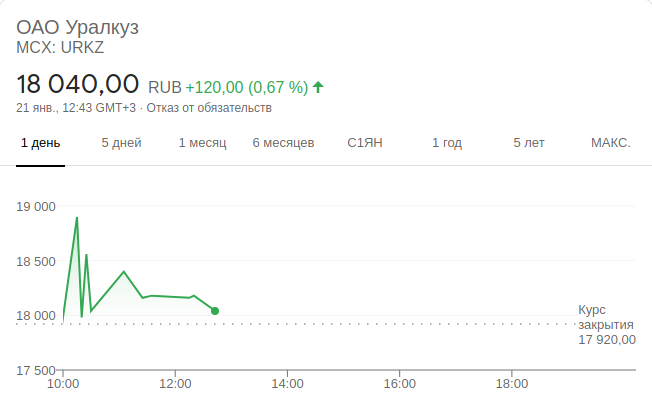 ОАО Уралкуз
MCX: URKZ
18 040,00 RUB +120,00 (0,67 %)
21 янв., 12:43 GMT+3 · Отказ от обязательств
1 день 5 дней 1 месяц 6 месяцев С1ЯН 1 год 5 лет МАКС.
19 000
18 500
18 000
17 500
Курс
закрытия
17 920,00
10:00 12:00 14:00 16:00 18:00